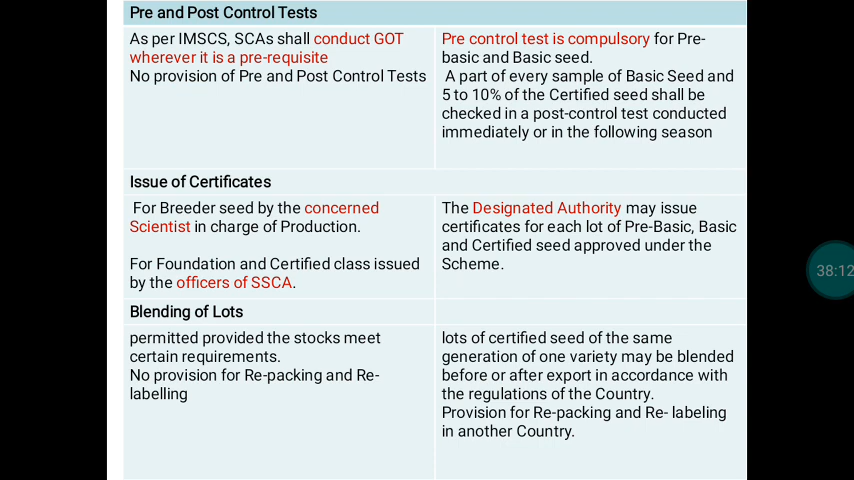 Pre and Post Control Tests
As per IMSCS, SCAs shall conduct GOT
wherever it is a pre-requisite
No provision of Pre and Post Control Tests
Pre control test is compulsory for Pre-
basic and Basic seed.
A part of every sample of Basic Seed and
5 to 10% of the Certified seed shall be
checked in a post-control test conducted
immediately or in the following season
Issue of Certificates
For Breeder seed by the concerned
Scientist in charge of Production.
For Foundation and Certified class issued
by the officers of SSCA.
The Designated Authority may issue
certificates for each lot of Pre-Basic, Basic
and Certified seed approved under the
Scheme.
Blending of Lots
permitted provided the stocks meet
certain requirements.
No provision for Re-packing and Re-
labelling
lots of certified seed of the same
generation of one variety may be blended
before or after export in accordance with
the regulations of the Country.
Provision for Re-packing and Re- labeling
in another Country.
38:12